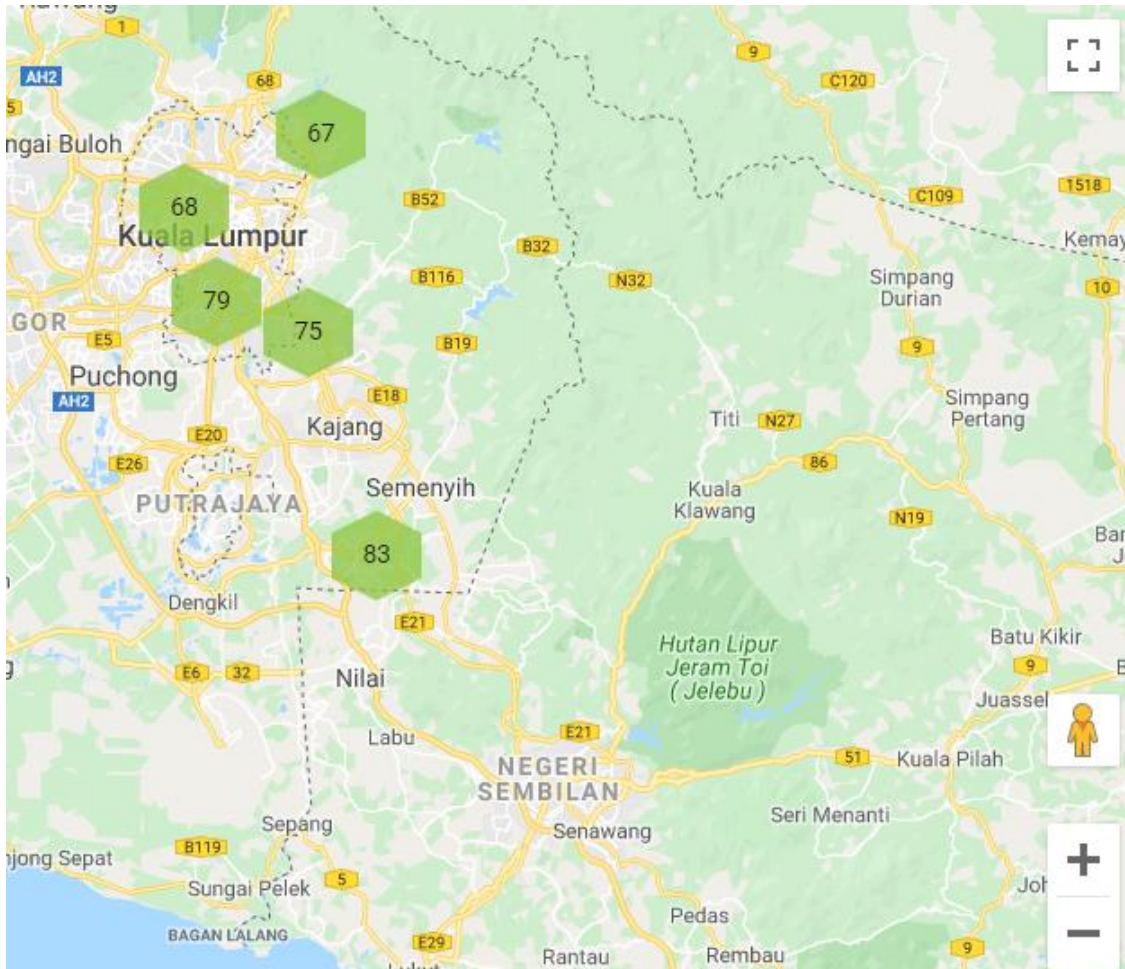 1
9
AH2
68
C120
5
67
ngai Buloh
B52
C109
1518
68
Kuala Lumpur
B32
Kemay
B116
N32
Simpang
Durian
10
79
75
GOR
E5
B19
9
Puchong
AH2
E18
Simpang
Pertang
Kajang
Titi
N27
E20
E26
86
Semenyih
Kuala
Klawang
PUTRAJAYA
N19
83
Dengkil
E21
Batu Kikir
Hutan Lipur
Jeram Toi
( Jelebu )
9
E6
32
Nilai
Juassel
E21
Labu
51
Kuala Pilah
NEGERI
SEMBILAN
Seri Menanti
Sepang
Senawang
B119
njong Sepat
5
Sungai Pelek
Pedas
BAGAN LALANG
E29
9
Rantau
Rembau